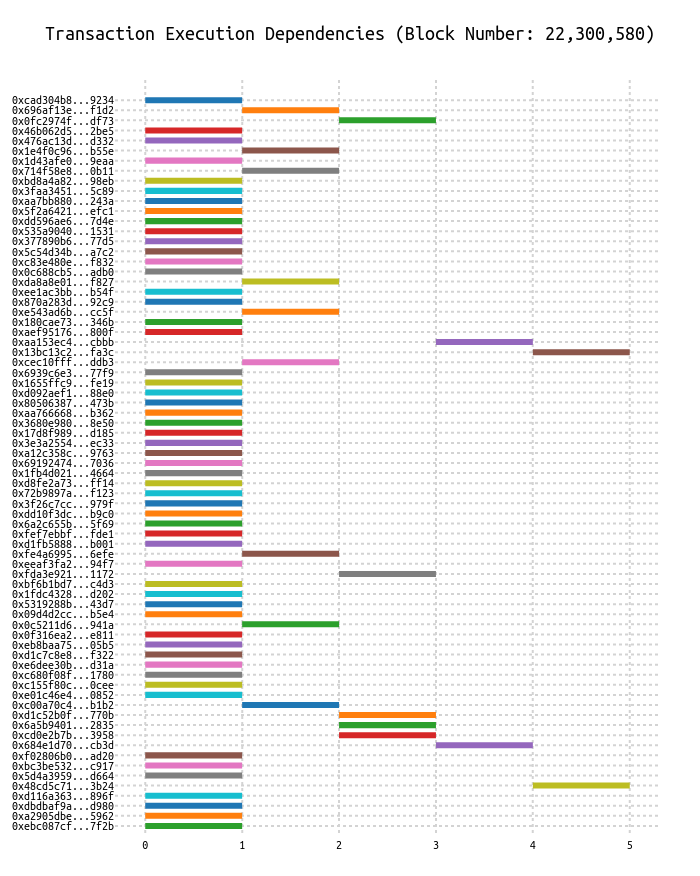 Transaction Execution Dependencies (Block Number: 22,300,580)
0xcad304b8...9234
0x696af13e...f1d2
0x0fc2974f...df73
0x46b062d5...2be5
0x476ac13d...d332
0x1e4f0c96...b55e
0x1d43afe0...9eaa
0x714f58e8...0b11
0xbd8a4a82...98eb
0x3faa3451...5c89
0xaa7bb880...243a
0x5f2a6421...efc1
0xdd596ae6...7d4e
0x535a9040...1531
0x377890b6...77d5
0x5c54d34b...a7c2
0xc83e480e...f832
0x0c688cb5...adb0
0xda8a8e01...f827
0xee1ac3bb...b54f
0x870a283d...92c9
0xe543ad6b...cc5f
0x180cae73...346b
0xaef95176...800f
0xaa153ec4...cbbb
0x13bc13c2...fa3c
0xcec10fff...ddb3
0x6939c6e3...77f9
0x1655ffc9...fe19
0xd092aef1...88e0
0x80506387...473b
0xaa766668...b362
0x3680e980...8e50
0x17d8f989...d185
0x3e3a2554...ec33
0xa12c358c...9763
0x69192474...7036
0x1fb4d021...4664
0xd8fe2a73...ff14
0x72b9897a...f123
0x3f26c7cc...979f
0xdd10f3dc...b9c0
0x6a2c655b...5f69
0xfef7ebbf...fde1
0xd1fb5888...b001
0xfe4a6995...6efe
0xeeaf3fa2...94f7
0xfda3e921...1172
0xbf6b1bd7...c4d3
0x1fdc4328...d202
0x5319288b...43d7
0x09d4d2cc...b5e4
0x0c5211d6...941a
0x0f316ea2...e811
0xeb8baa75...05b5
0xd1c7c8e8...f322
0xe6dee30b...d31a
0xc680f08f...1780
0xc155f80c...0cee
0xe01c46e4...0852
0xc00a70c4...b1b2
0xd1c52b0f...770b
0x6a5b9401...2835
0xcd0e2b7b...3958
0x684e1d70...cb3d
0xf02806b0...ad20
0xbc3be532...c917
0x5d4a3959...d664
0x48cd5c71...3b24
0xd116a363...896f
0xdbdbaf9a...d980
0xa2905dbe...5962
0xebc087cf...7f2b
0 1 2 3 4 5